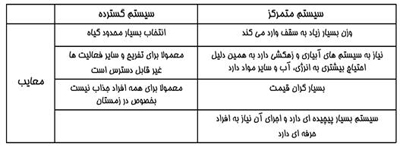 سیستم متمرکز
سیستم گسترده
وزن بسیار زیاد به سقف وارد می کند
انتخاب بسیار محدود گیاه
معایب
نیاز به سیستم های آبیاری و زهکشی دارد به همین دلیل
احتیاج بیشتری به انرژی، آب و سایر مواد دارد
معمولا برای تفریح و سایر فعالیت ها
غیر قابل دسترس است
بسیار گران قیمت
معمولا برای همه افراد جذاب نیست
بخصوص در زمستان
سیستم بسیار پیچیده ای دارد و اجرای آن نیاز به افراد
حرفه ای دارد